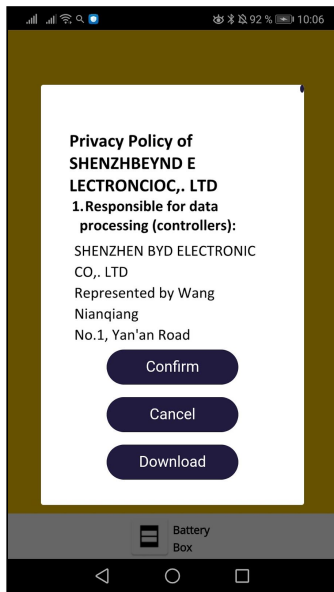 92 % 10:06
Privacy Policy of
SHENZHBEYND E
LECTRONCIOC,. LTD
1.Responsible for data
processing (controllers):
SHENZHEN BYD ELECTRONIC
CO,. LTD
Represented by Wang
Nianqiang
No.1, Yan'an Road
Confirm
Cancel
Download
Battery
Box